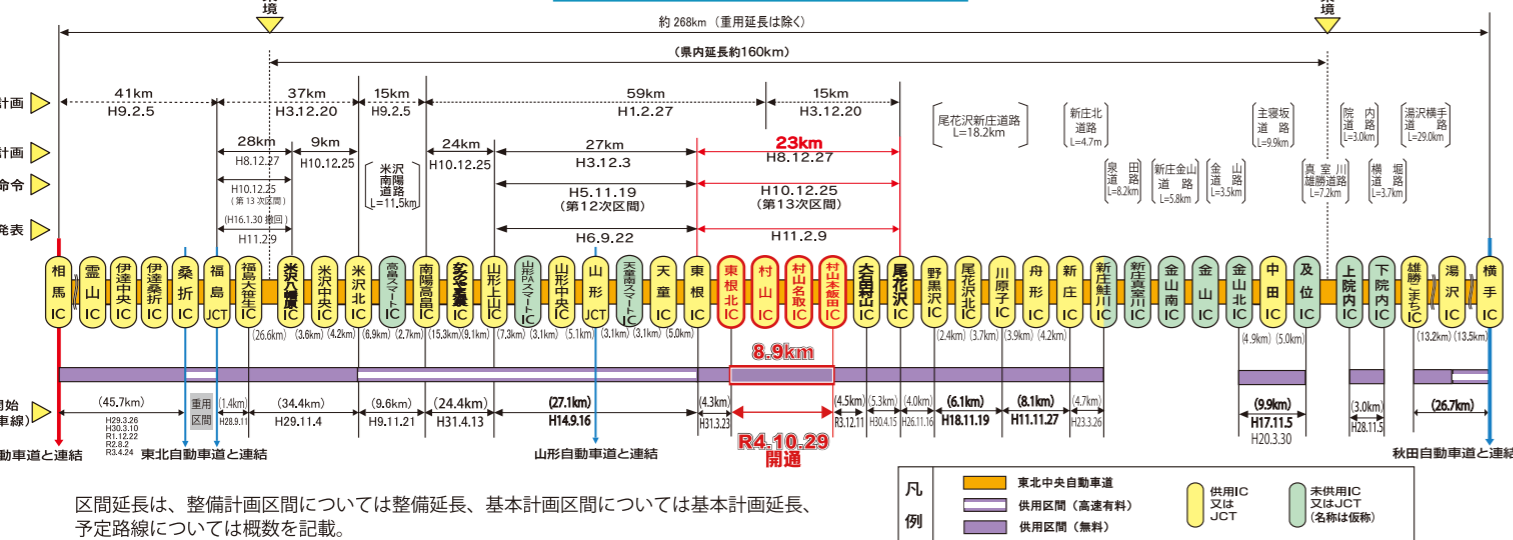 境
境
約268km（重用延長は除く）
（県内延長約160km）
計画
41km
H9.2.5
37km
H3.12.20
15km
H9.2.5
59km
H1.2.27
15km
H3.12.20
尾花沢新庄道路
L=18.2km
新庄北
道路
L=4.7m
主寝坂
道路
L=9.9km
院内
道路
L=3.0km
湯沢横手
道路
L=29.0km
計画
28km
H8.12.27
9km
H10.12.25
米沢
南陽
道路
L=11.5km
24km
H10.12.25
27km
H3.12.3
23km
H8.12.27
泉田
道路
L=8.2km
新庄金山
道路
L=5.8km
金山
道路
L=3.5km
真室川
雄勝道路
L=7.2km
横堀
道路
L=3.7km
命令
H10.12.25
（第13次区間）
H5.11.19
（第12次区間）
H10.12.25
（第13次区間）
発表
(H16.1.30 撤回)
H11.2.9
H6.9.22
H11.2.9
相馬IC
霊山IC
伊達中央IC
伊達桑折IC
桑折IC
福島JCT
福島大笹生IC
米沢八幡原IC
米沢中央IC
米沢北IC
高畠スマートIC
南陽高畠IC
かみのやま温泉IC
山形上山IC
山形PAスマートIC
山形中央IC
山形JCT
天童南スマートIC
天童IC
東根IC
東根北IC
村山IC
村山名取IC
村山本飯田IC
大石田村山IC
尾花沢IC
野黒沢IC
尾花沢北IC
川原子IC
舟形IC
新庄IC
新庄鮭川IC
新庄真室川IC
金山南IC
金山IC
金山北IC
中田IC
及位IC
上院内IC
下院内IC
雄勝こまちIC
湯沢IC
横手IC
(26.6km)
(3.6km)
(4.2km)
(6.9km)
(2.7km)
(15.3km)
(9.1km)
(7.3km)
(3.1km)
(5.1km)
(3.1km)
(3.1km)
(5.0km)
(2.4km)
(3.7km)
(3.9km)
(4.2km)
(4.9km)
(5.0km)
(13.2km)
(13.5km)
8.9km
開始
車線）
(45.7km)
H29.3.26
H30.3.10
R1.12.22
R2.8.2
R3.4.24
重用
区間
(1.4km)
H28.9.11
(34.4km)
H29.11.4
(9.6km)
H9.11.21
(24.4km)
H31.4.13
(27.1km)
H14.9.16
(4.3km)
H31.3.23
R4.10.29
開通
(4.5km)
R3.12.11
(5.3km)
H30.4.15
(4.0km)
H26.11.16
(6.1km)
H18.11.19
(8.1km)
H11.11.27
(4.7km)
H23.3.26
(9.9km)
H17.11.5
H20.3.30
(3.0km)
H28.11.5
(26.7km)
動車道と連結
東北自動車道と連結
山形自動車道と連結
秋田自動車道と連結
区間延長は、整備計画区間については整備延長、基本計画区間については基本計画延長、
予定路線については概数を記載。
凡例
東北中央自動車道
供用区間（高速有料）
供用区間（無料）
供用IC
又は
JCT
未供用IC
又はJCT
(名称は仮称)